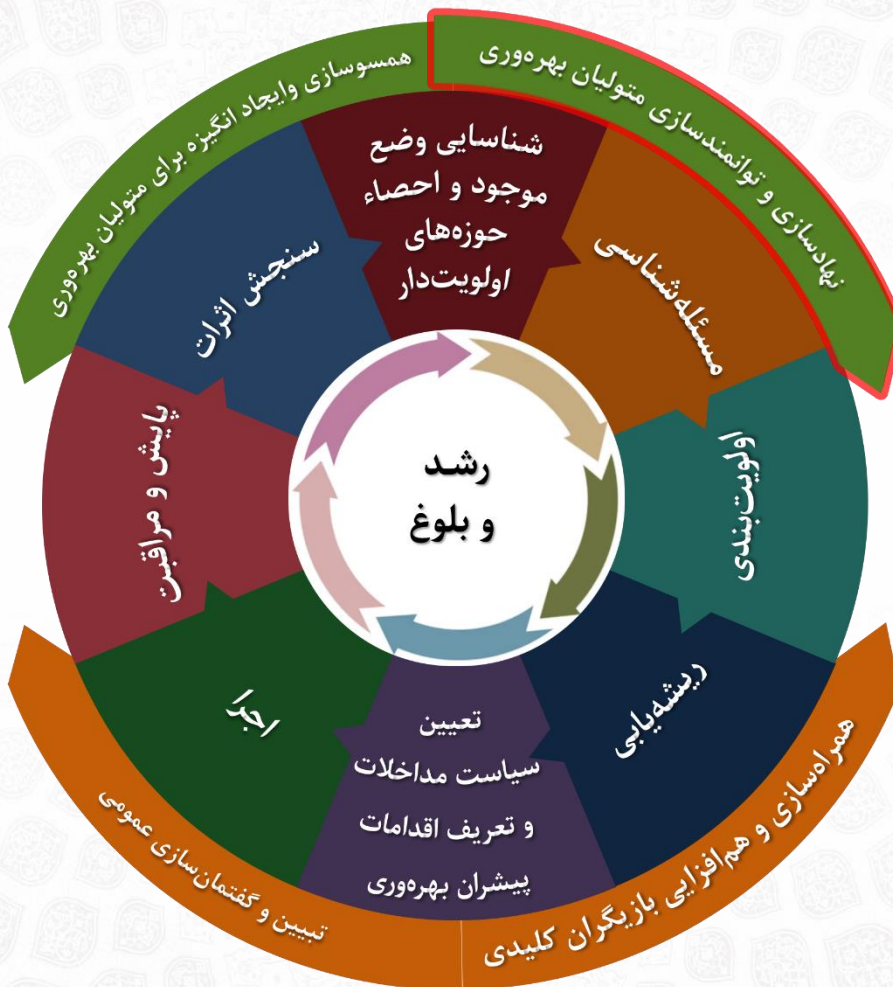 نهادسازی و توانمندسازی متولیان بهره‌وری
همسوسازی وایجاد انگیزه برای متولیان بهره‌وری
شناسایی وضع
موجود و احصاء
حوزه‌های
اولویت‌دار
مسئله‌شناسی
اولویت‌بندی
ریشه‌یابی
تعیین
سیاست مداخلات
و تعریف اقدامات
پیشران بهره‌وری
اجرا
پایش و مراقبت
سنجش اثرات
رشد
و بلوغ
همراه‌سازی و هم‌افزایی بازیگران کلیدی
تبیین و گفتمان‌سازی عمومی